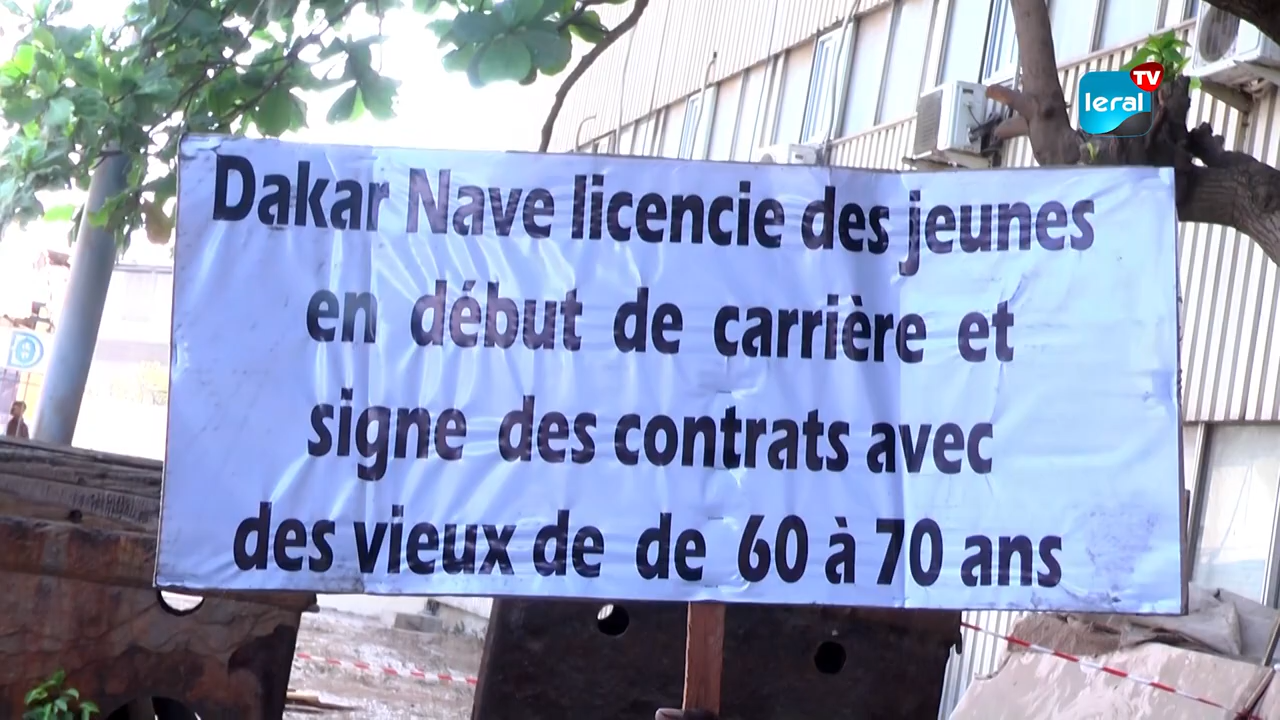 leral TV
Dakar Nave licencie des jeunes
en début de carrière et
signe des contrats avec
des vieux de de 60 à 70 ans